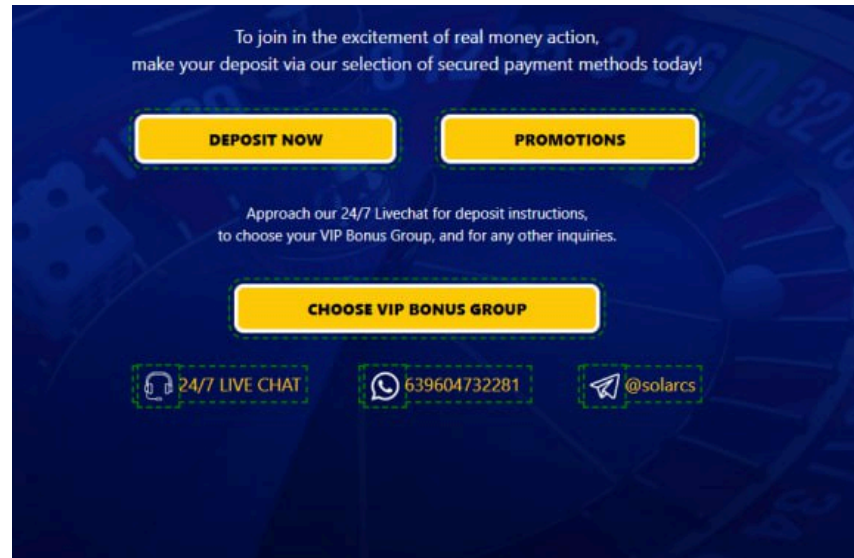 To join in the excitement of real money action,
make your deposit via our selection of secured payment methods today!
DEPOSIT NOW
PROMOTIONS
Approach our 24/7 Livechat for deposit instructions,
to choose your VIP Bonus Group, and for any other inquiries.
CHOOSE VIP BONUS GROUP
24/7 LIVE CHAT
639604732281
@solarcs